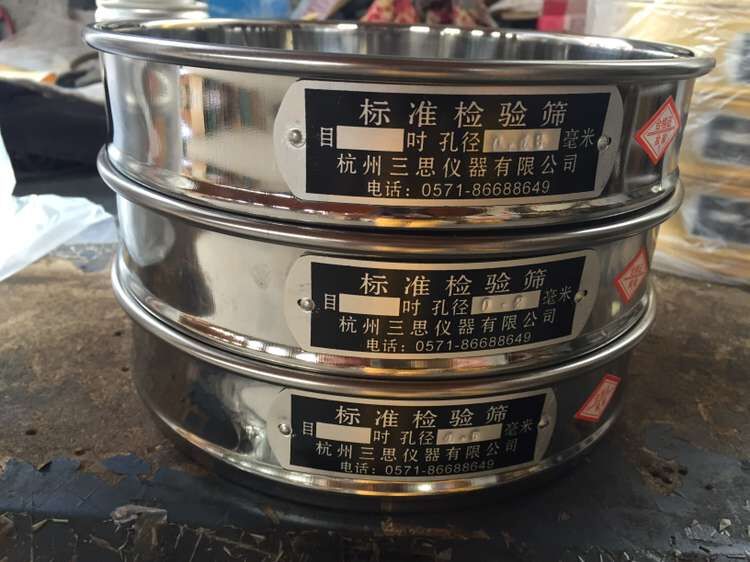 标准检验筛
目 吋 孔径 毫米
杭州三思仪器有限公司
电话：0571-86688649
标准检验筛
目 吋 孔径 毫米
杭州三思仪器有限公司
电话：0571-86688649
标准检验筛
目 吋 孔径 毫米
杭州三思仪器有限公司
电话：0571-86688649